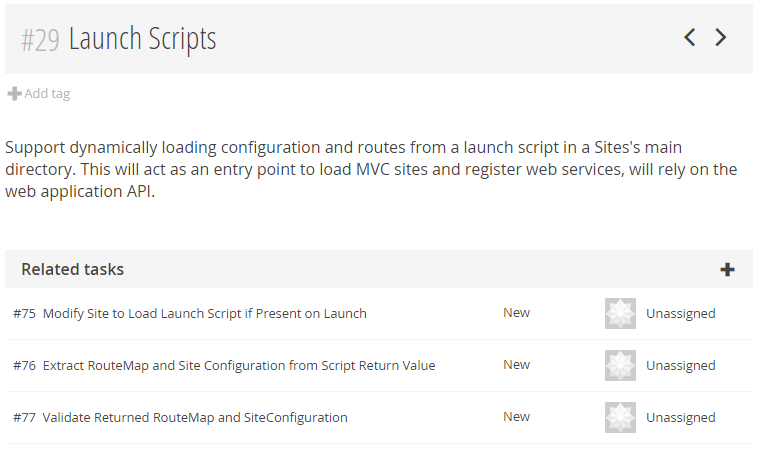 #29 Launch Scripts
Add tag
Support dynamically loading configuration and routes from a launch script in a Sites's main
directory. This will act as an entry point to load MVC sites and register web services, will rely on the
web application API.
Related tasks
#75 Modify Site to Load Launch Script if Present on Launch New Unassigned
#76 Extract RouteMap and Site Configuration from Script Return Value New Unassigned
#77 Validate Returned RouteMap and SiteConfiguration New Unassigned